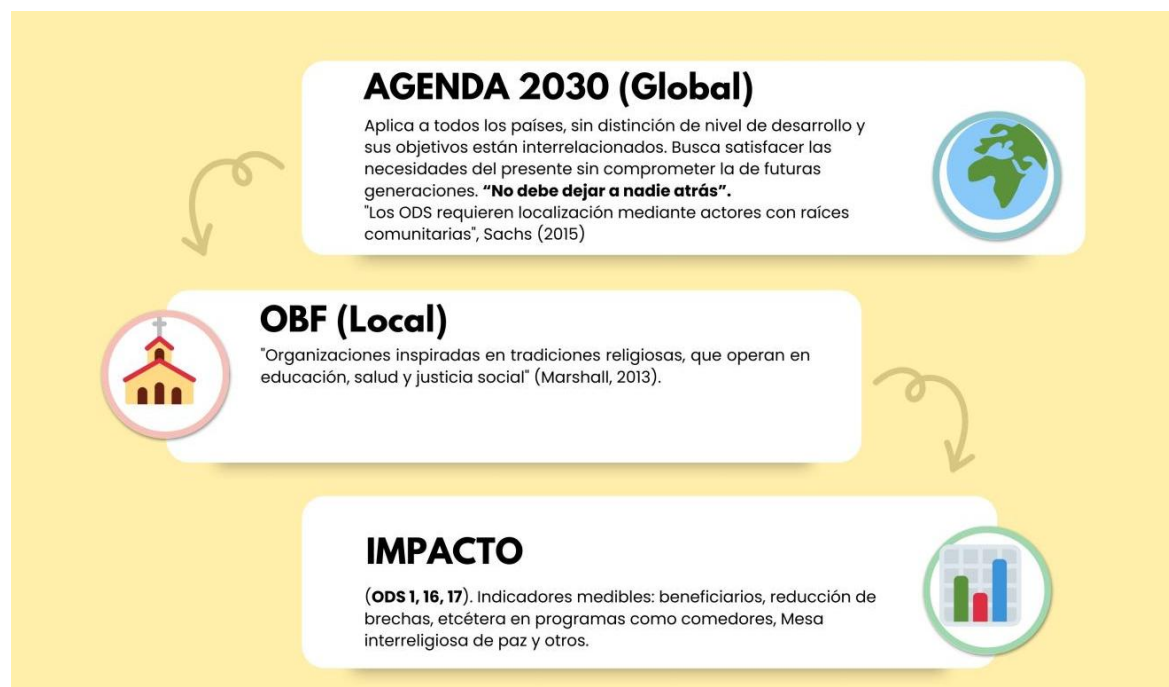 AGENDA 2030 (Global)
Aplica a todos los países, sin distinción de nivel de desarrollo y
sus objetivos están interrelacionados. Busca satisfacer las
necesidades del presente sin comprometer la de futuras
generaciones. “No debe dejar a nadie atrás”.
"Los ODS requieren localización mediante actores con raíces
comunitarias", Sachs (2015)
OBF (Local)
"Organizaciones inspiradas en tradiciones religiosas, que operan en
educación, salud y justicia social" (Marshall, 2013).
IMPACTO
(ODS 1, 16, 17). Indicadores medibles: beneficiarios, reducción de
brechas, etcétera en programas como comedores, Mesa
interreligiosa de paz y otros.